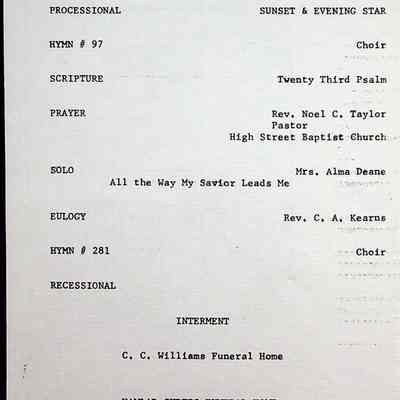 PROCESSIONAL SUNSET & EVENING STAR
HYMN # 97 Choir
SCRIPTURE Twenty Third Psalm
PRAYER Rev. Noel C. Taylor
Pastor
High Street Baptist Church
SOLO Mrs. Alma Deane
All the Way My Savior Leads Me
EULOGY Rev. C. A. Kearns
HYMN # 281 Choir
RECESSIONAL
INTERMENT
C. C. Williams Funeral Home